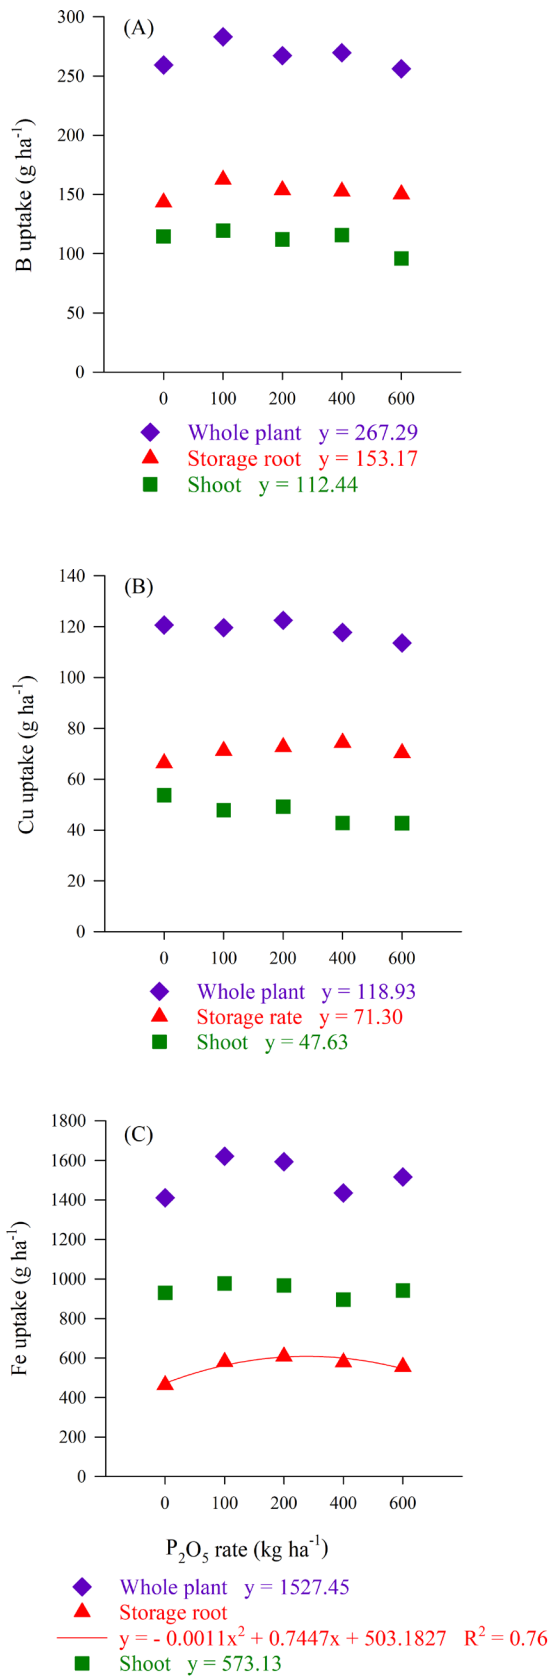 (A)
300
250
200
150
100
50
0
B uptake (g ha⁻¹)
0 100 200 400 600
Whole plant y = 267.29
Storage root y = 153.17
Shoot y = 112.44
(B)
140
120
100
80
60
40
20
0
Cu uptake (g ha⁻¹)
0 100 200 400 600
Whole plant y = 118.93
Storage rate y = 71.30
Shoot y = 47.63
(C)
1800
1600
1400
1200
1000
800
600
400
200
0
Fe uptake (g ha⁻¹)
0 100 200 400 600
P₂O₅ rate (kg ha⁻¹)
Whole plant y = 1527.45
Storage root
y = - 0.0011x² + 0.7447x + 503.1827 R² = 0.76
Shoot y = 573.13